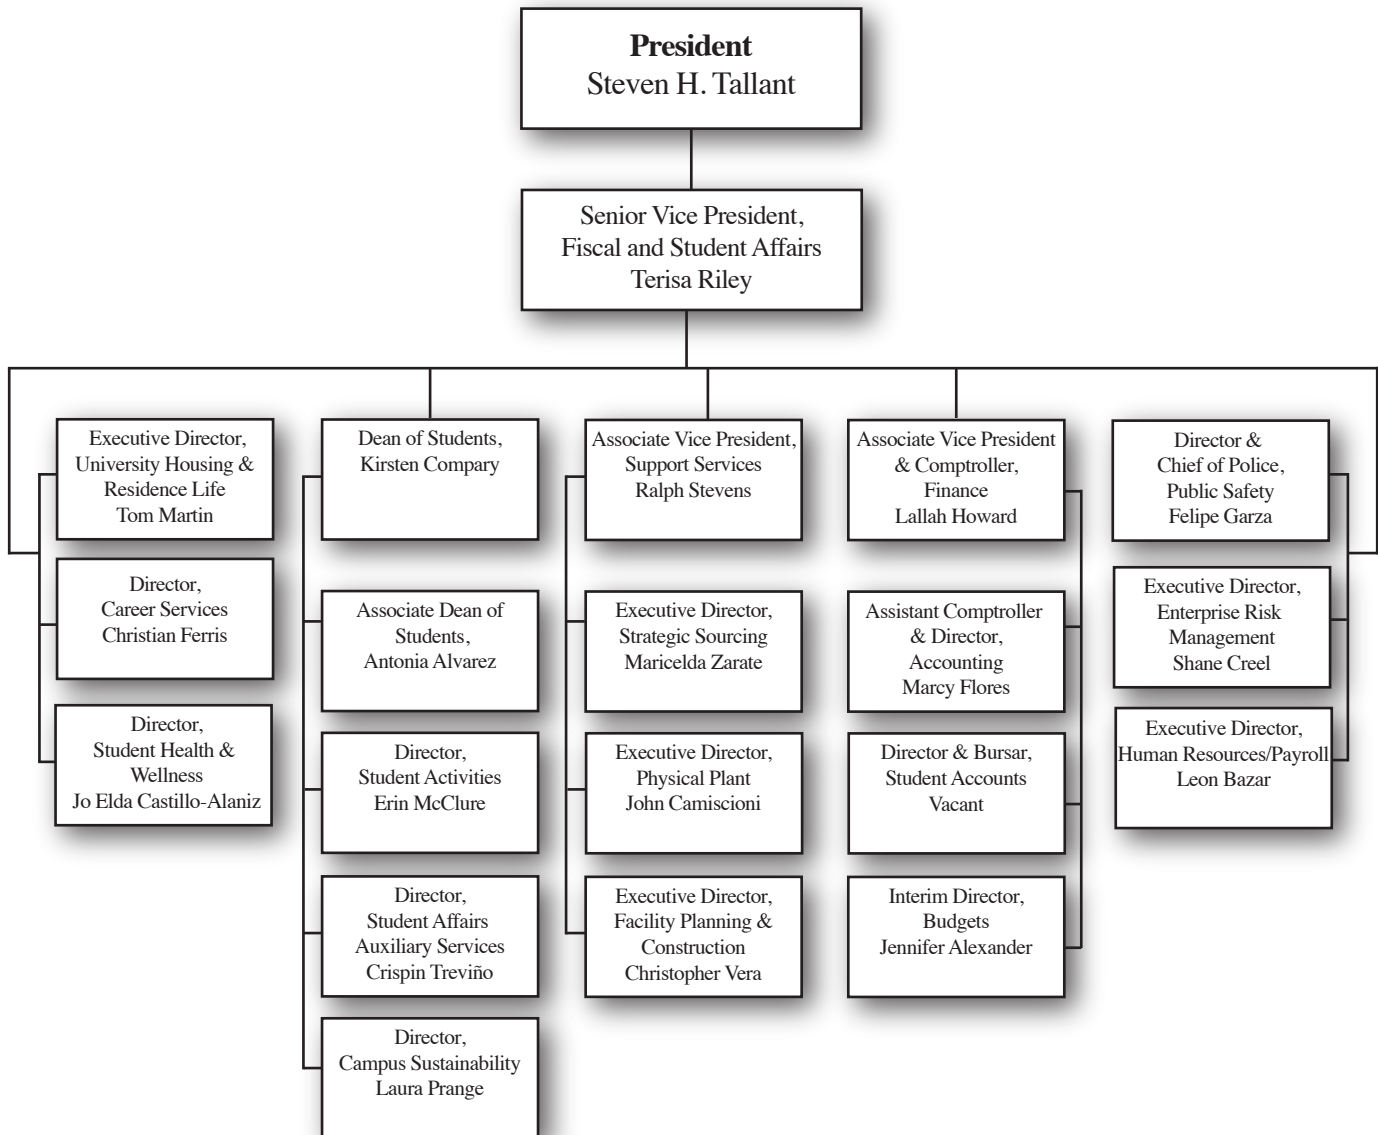 President
Steven H. Tallant
Senior Vice President,
Fiscal and Student Affairs
Terisa Riley
Executive Director,
University Housing &
Residence Life
Tom Martin
Director,
Career Services
Christian Ferris
Director,
Student Health &
Wellness
Jo Elda Castillo-Alaniz
Dean of Students,
Kirsten Compary
Associate Dean of
Students,
Antonia Alvarez
Director,
Student Activities
Erin McClure
Director,
Student Affairs
Auxiliary Services
Crispin Treviño
Director,
Campus Sustainability
Laura Prange
Associate Vice President,
Support Services
Ralph Stevens
Executive Director,
Strategic Sourcing
Maricelda Zarate
Executive Director,
Physical Plant
John Camiscioni
Executive Director,
Facility Planning &
Construction
Christopher Vera
Associate Vice President
& Comptroller,
Finance
Lallah Howard
Assistant Comptroller
& Director,
Accounting
Marcy Flores
Director & Bursar,
Student Accounts
Vacant
Interim Director,
Budgets
Jennifer Alexander
Director &
Chief of Police,
Public Safety
Felipe Garza
Executive Director,
Enterprise Risk
Management
Shane Creel
Executive Director,
Human Resources/Payroll
Leon Bazar